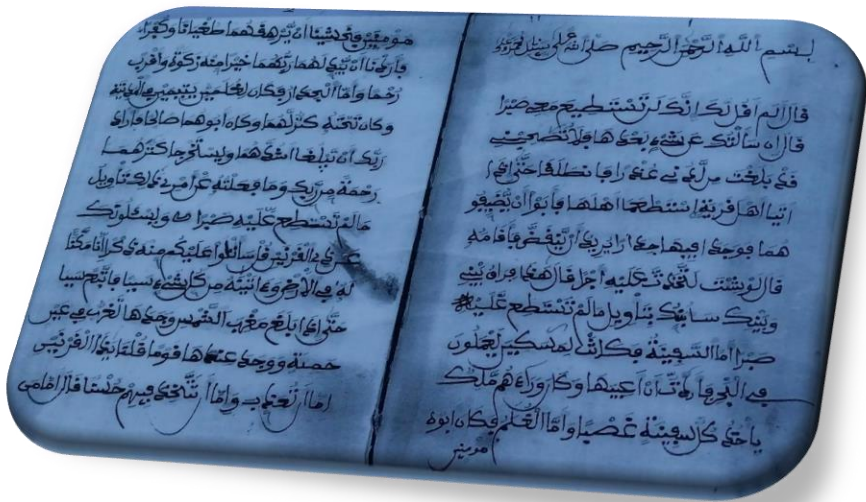 بسم الله الرحمن الرحيم صلى الله على
قال الم اقل لك انك لن تستطيع معي صبرا
قال ان سالتك عن شيء بعدها فلا تصحبني
قد بلغت من لدني عذرا فانطلقا حتى اذا
اتيا اهل قرية استطعما اهلها فابوا ان يضيفو
هما فوجدا فيها جدارا يريد ان ينقض فاقامه
قال لو شئت لتخذت عليه اجرا قال هذا فراق بيني
وبينك سانبئك بتاويل ما لم تستطع عليه
صبرا اما السفينة فكانت لمسكين يعملون
في البحر فاردت ان اعيبها وكان وراءهم ملك
ياخذ كل سفينة غصبا واما الغلم فكان ابوه
مومنين
مومنين فخشينا ان يرهقهما طغيانا وكفرا
فاردنا ان يبدلهما ربهما خيرا منه زكوة واقرب
رحما واما الجدار فكان لغلمين يتيمين في المدينة
وكان تحته كنز لهما وكان ابوهما صالحا فاراد
ربك ان يبلغا اشدهما ويستخرجا كنزهما
رحمة من ربك وما فعلته عن امري ذلك تاويل
ما لم تستطع عليه صبرا ويسئلونك
عن ذي القرنين قل ساتلوا عليكم منه ذكرا انا مكنا
له في الارض وءاتينه من كل شيء سببا فاتبع سببا
حتى اذا بلغ مغرب الشمس وجدها تغرب في عين
حمئة ووجد عندها قوما قلنا يذا القرنين
اما ان تعذب واما ان تتخذ فيهم حسنا قال اما من